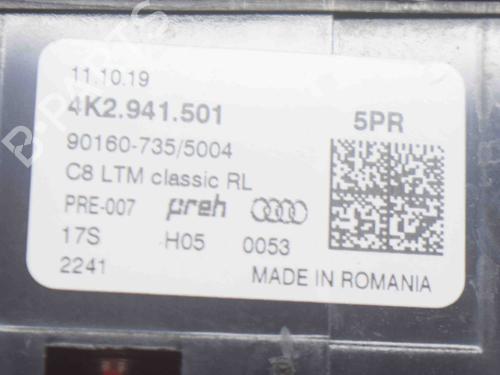 11.10.19
4K2.941.501 5PR
90160-735/5004
C8 LTM classic RL
PRE-007 preh
17S H05 0053
2241 MADE IN ROMANIA
B-PARTS